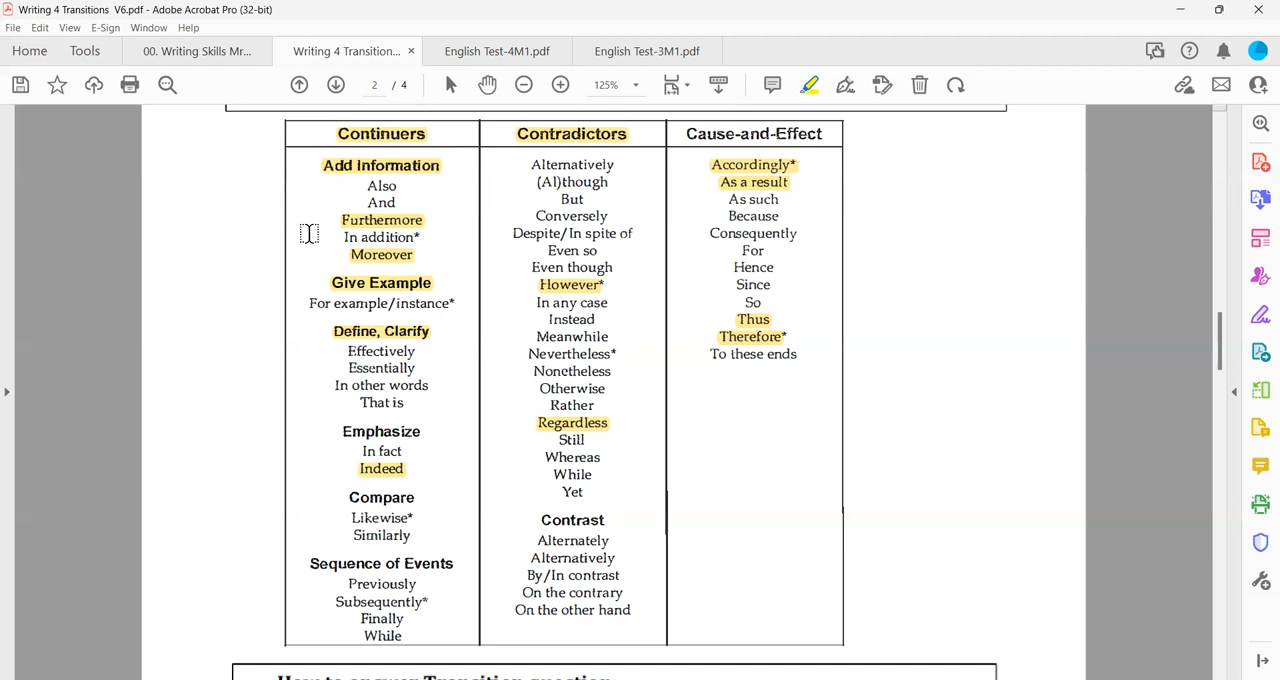 Writing 4 Transitions V6.pdf - Adobe Acrobat Pro (32-bit)
File Edit View E-Sign Window Help
Home Tools 00. Writing Skills Mr... Writing 4 Transition... × English Test-4M1.pdf English Test-3M1.pdf
2 / 4 125%
Continuers
Add Information
Also
And
Furthermore
In addition*
Moreover
Give Example
For example/instance*
Define, Clarify
Effectively
Essentially
In other words
That is
Emphasize
In fact
Indeed
Compare
Likewise*
Similarly
Sequence of Events
Previously
Subsequently*
Finally
While
Contradictors
Alternatively
(Al)though
But
Conversely
Despite/In spite of
Even so
Even though
However*
In any case
Instead
Meanwhile
Nevertheless*
Nonetheless
Otherwise
Rather
Regardless
Still
Whereas
While
Yet
Contrast
Alternately
Alternatively
By/In contrast
On the contrary
On the other hand
Cause-and-Effect
Accordingly*
As a result
As such
Because
Consequently
For
Hence
Since
So
Thus
Therefore*
To these ends
How to answer Transition question